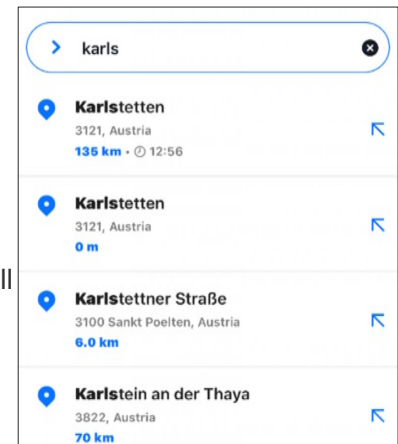 karls
Karlstetten
3121, Austria
135 km • 12:56
Karlstetten
3121, Austria
0 m
ll
Karlstettner Straße
3100 Sankt Poelten, Austria
6.0 km
Karlstein an der Thaya
3822, Austria
70 km